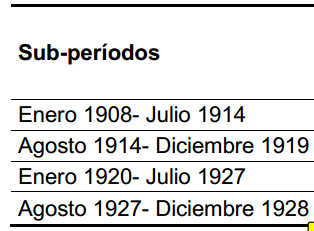 Sub-períodos
Enero 1908- Julio 1914
Agosto 1914- Diciembre 1919
Enero 1920- Julio 1927
Agosto 1927- Diciembre 1928